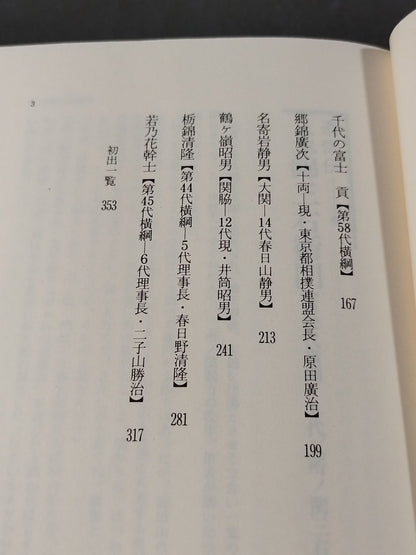 千代の富士 貢【第58代横綱】 167
郷錦廣次【十両―現・東京都相撲連盟会長・原田廣治】 199
名寄岩静男【大関―14代春日山静男】 213
鶴ヶ嶺昭男【関脇―12代現・井筒昭男】 241
栃錦清隆【第44代横綱―5代理事長・春日野清隆】 281
若乃花幹士【第45代横綱―6代理事長・二子山勝治】 317
初出一覧 353
3